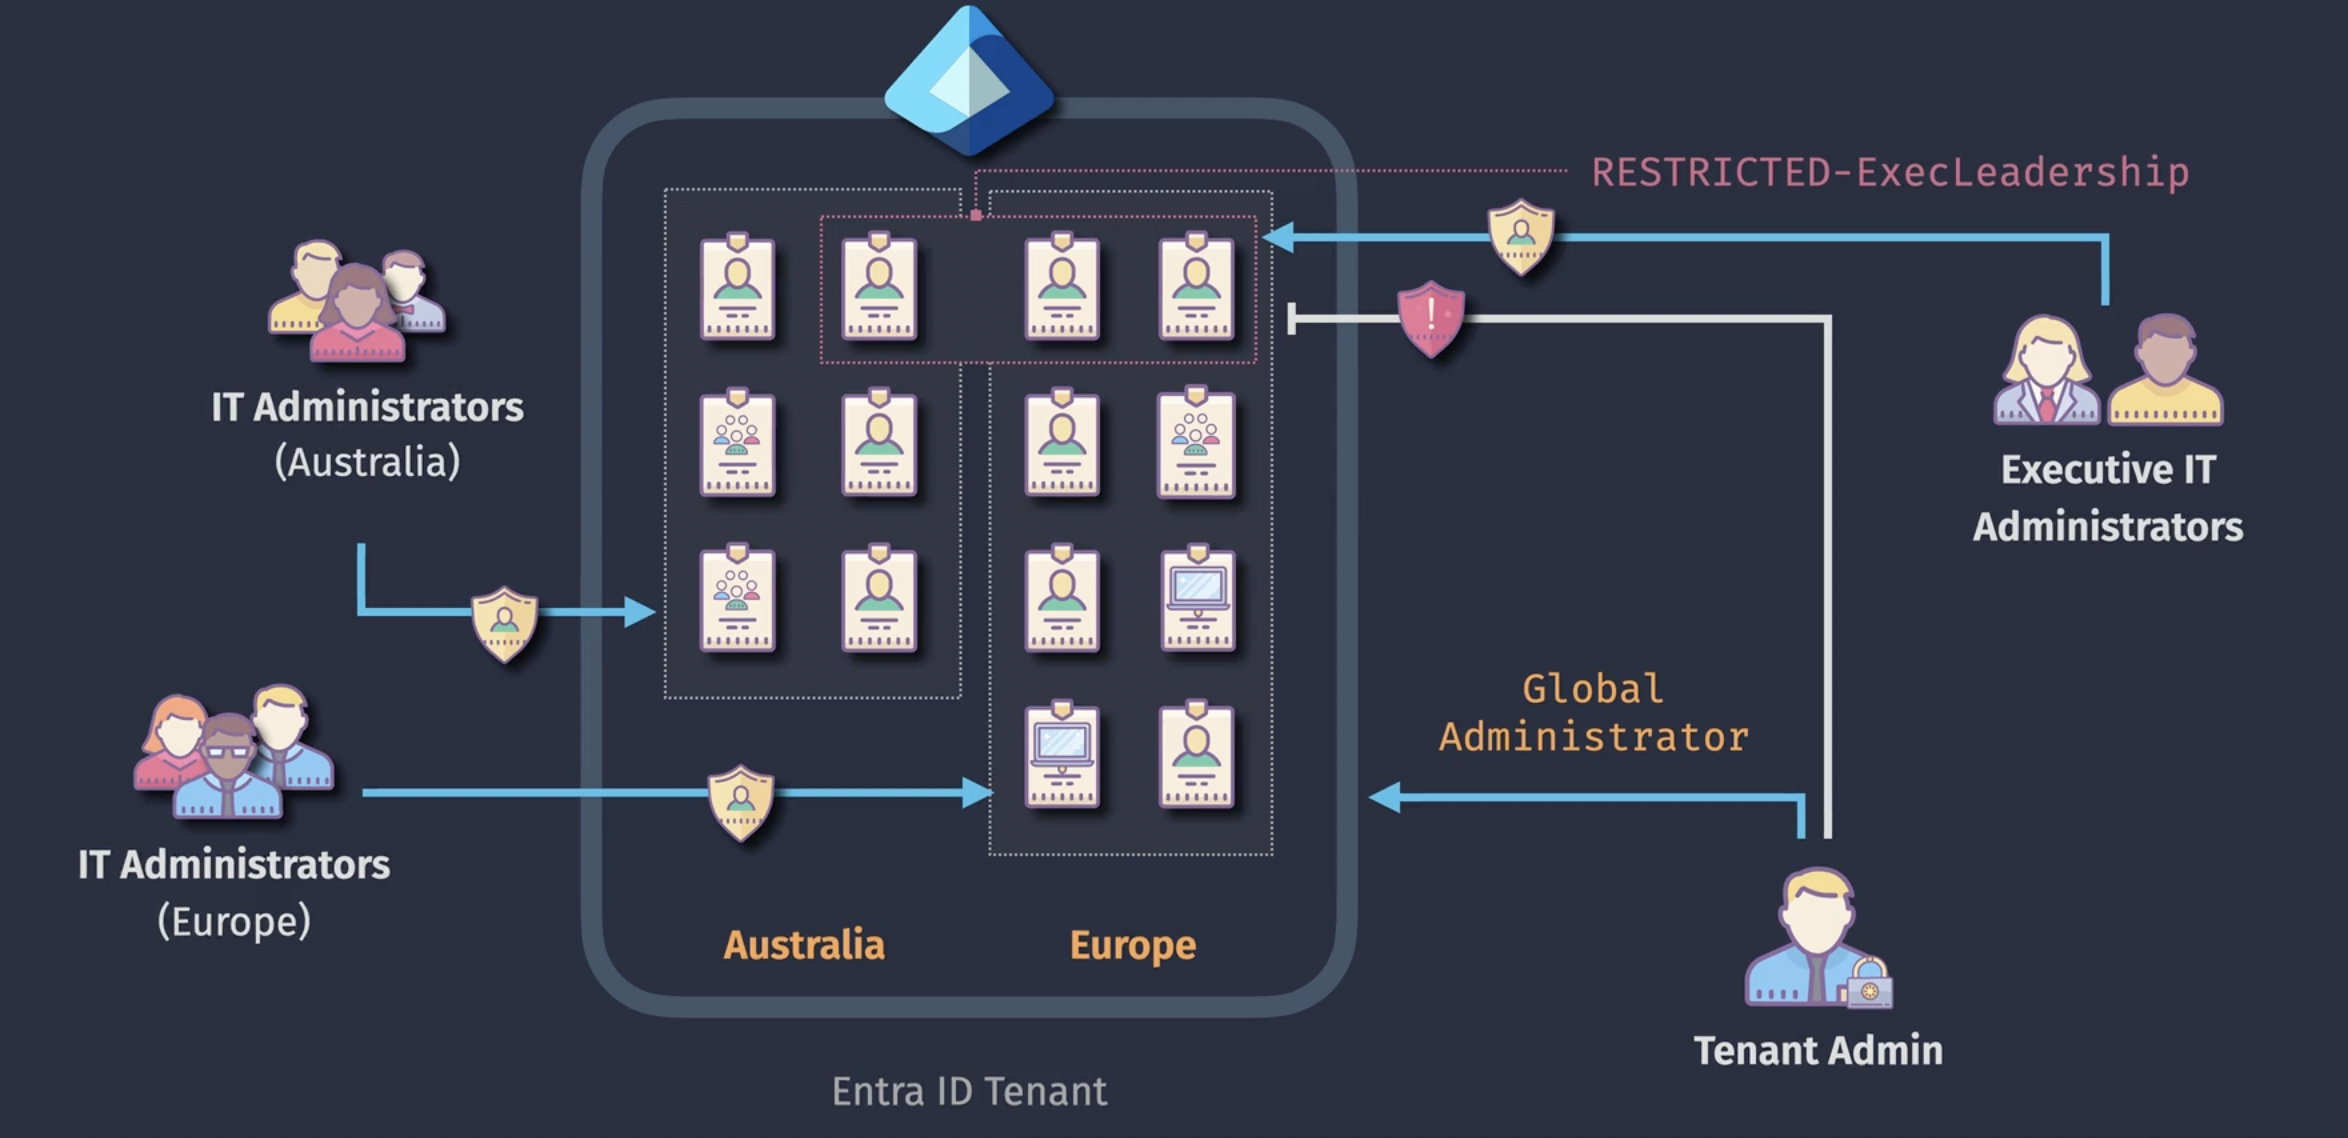 RESTRICTED-ExecLeadership
IT Administrators
(Australia)
Executive IT
Administrators
Global
Administrator
IT Administrators
(Europe)
Australia
Europe
Tenant Admin
Entra ID Tenant